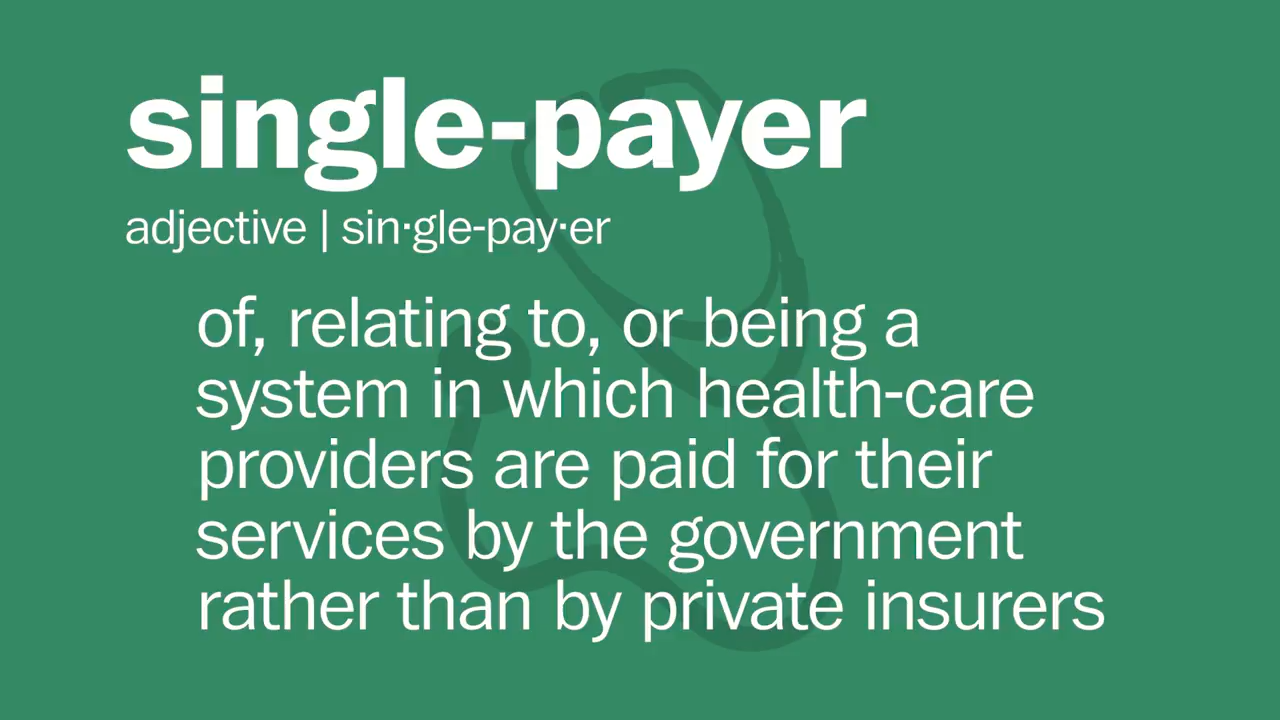 single-payer
adjective | sin·gle-pay·er
of, relating to, or being a
system in which health-care
providers are paid for their
services by the government
rather than by private insurers